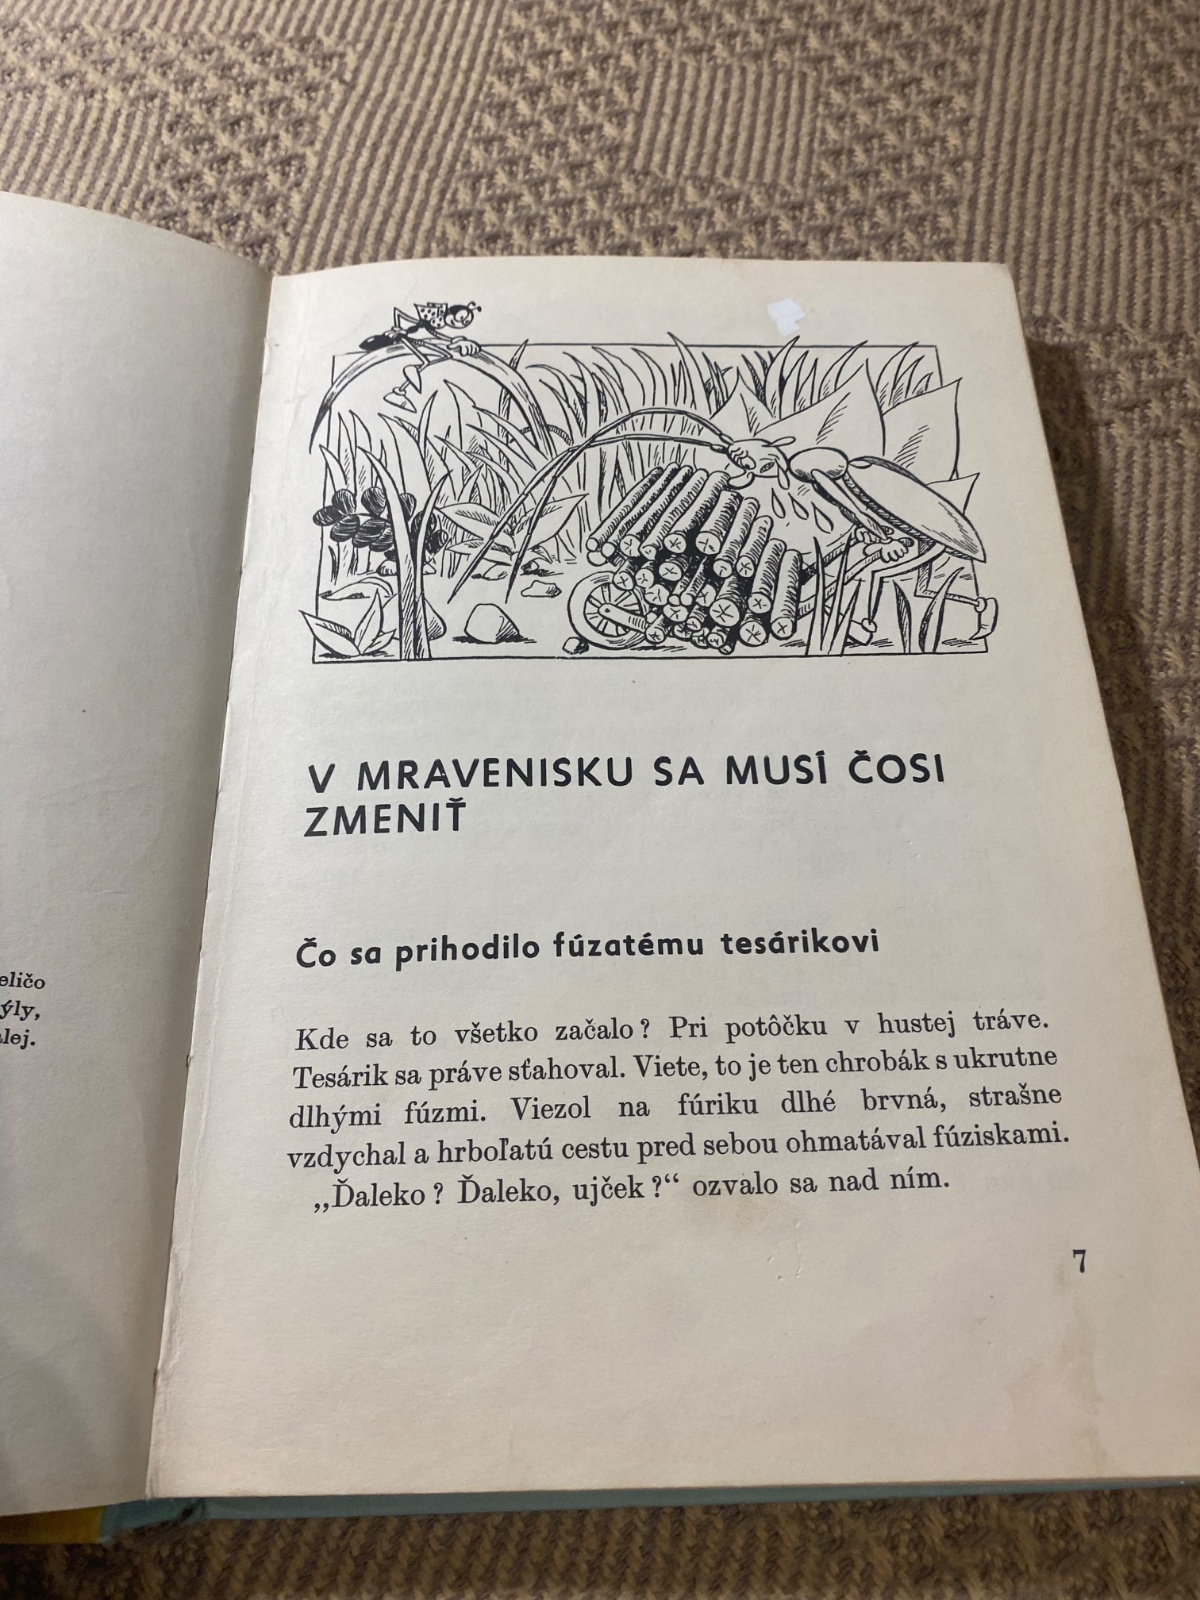 V MRAVENISKU SA MUSÍ ČOSI
ZMENIŤ
Čo sa prihodilo fúzatému tesárikovi
Kde sa to všetko začalo? Pri potôčku v hustej tráve.
Tesárik sa práve sťahoval. Viete, to je ten chrobák s ukrutne
dlhými fúzmi. Viezol na fúriku dlhé brvná, strašne
vzdychal a hrboľatú cestu pred sebou ohmatával fúziskami.
„Ďaleko? Ďaleko, ujček?“ ozvalo sa nad ním.
7